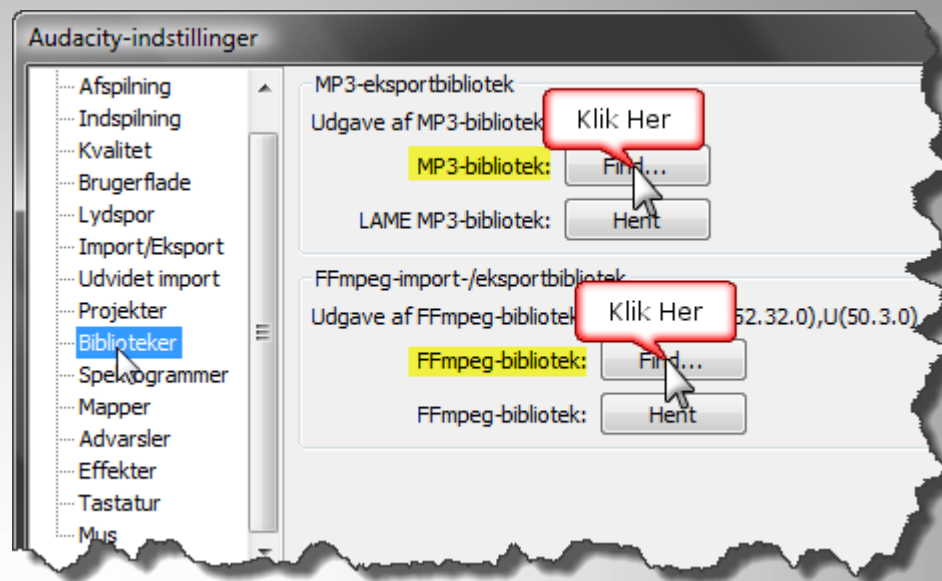 Audacity-indstillinger
Afspilning
Indspilning
Kvalitet
Brugerflade
Lydspor
Import/Eksport
Udvidet import
Projekter
Biblioteker
Spektrogrammer
Mapper
Advarsler
Effekter
Tastatur
Mus
MP3-eksportbibliotek
Udgave af MP3-bibliotek
Klik Her
MP3-bibliotek: Find...
LAME MP3-bibliotek: Hent
FFmpeg-import-/eksportbibliotek
Udgave af FFmpeg-bibliotek 52.32.0),U(50.3.0)
Klik Her
FFmpeg-bibliotek: Find...
FFmpeg-bibliotek: Hent